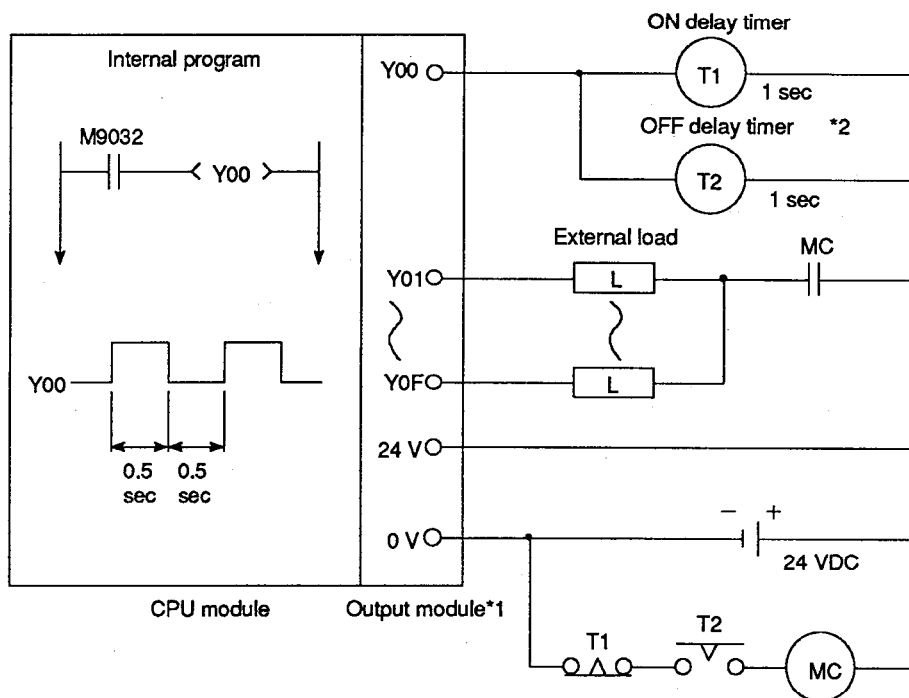 ON delay timer
Internal program
Y00
T1
1 sec
M9032
OFF delay timer *2
Y00
T2
1 sec
External load
MC
Y01
L
Y00
Y0F
L
24 V
0.5 sec
0.5 sec
− +
0 V
24 VDC
CPU module
Output module*1
T1
T2
MC